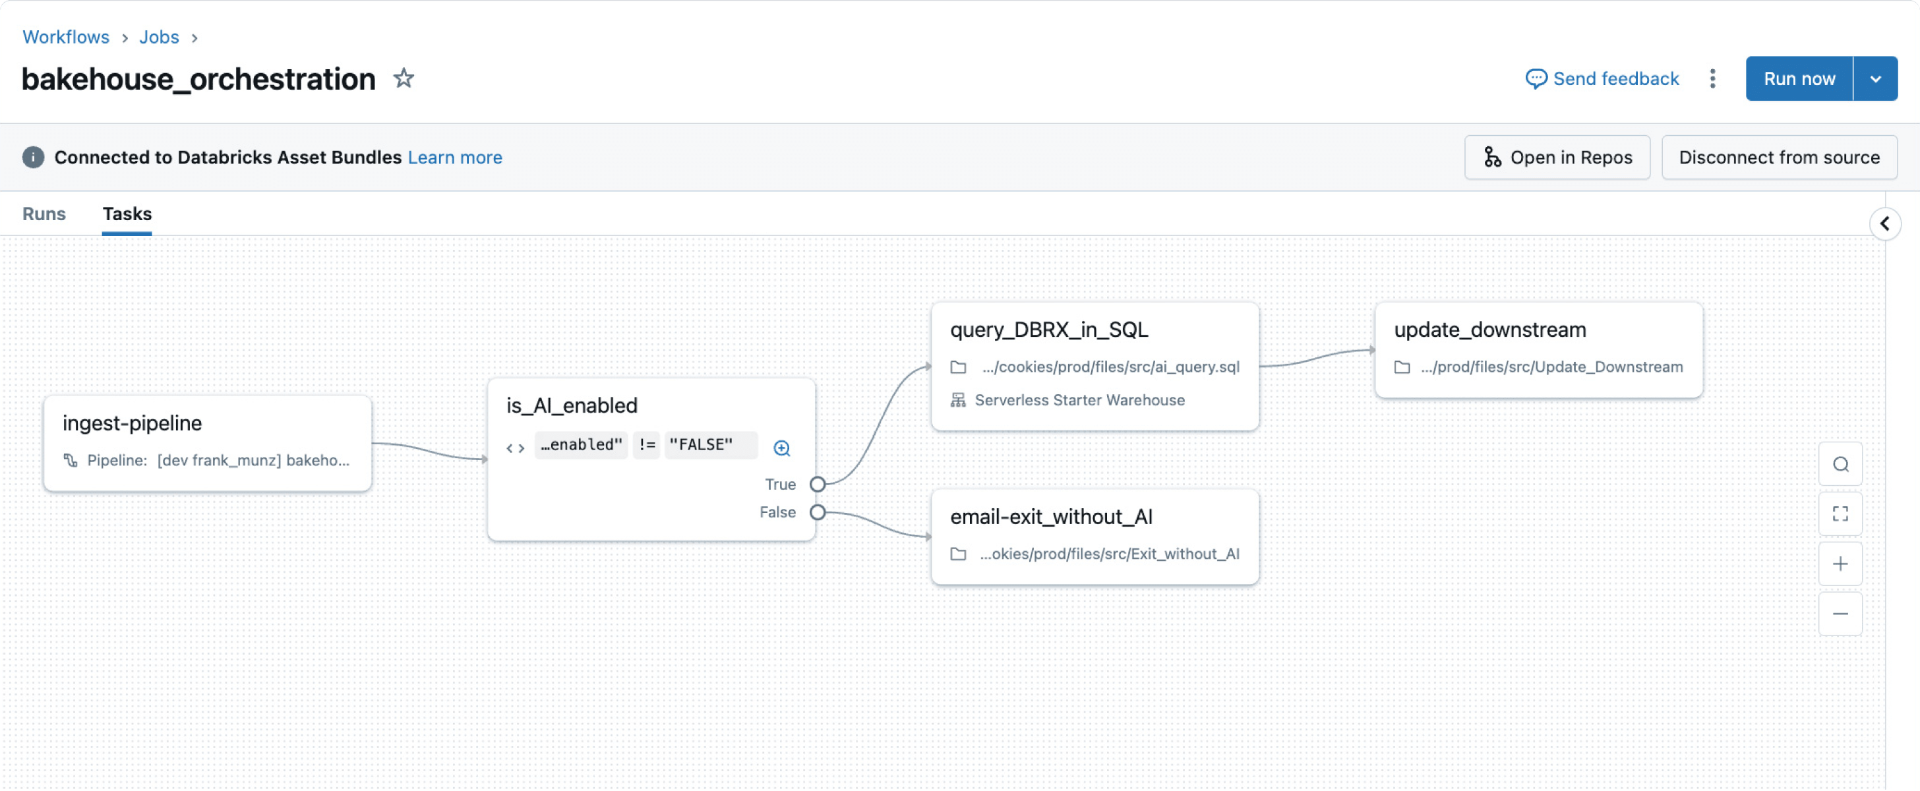 Workflows > Jobs >
bakehouse_orchestration
Send feedback
Run now
Connected to Databricks Asset Bundles Learn more
Open in Repos
Disconnect from source
Runs
Tasks
ingest-pipeline
Pipeline: [dev frank_munz] bakeho...
is_AI_enabled
<> …enabled" != "FALSE"
True
False
query_DBRX_in_SQL
.../cookies/prod/files/src/ai_query.sql
Serverless Starter Warehouse
email-exit_without_AI
...okies/prod/files/src/Exit_without_AI
update_downstream
.../prod/files/src/Update_Downstream